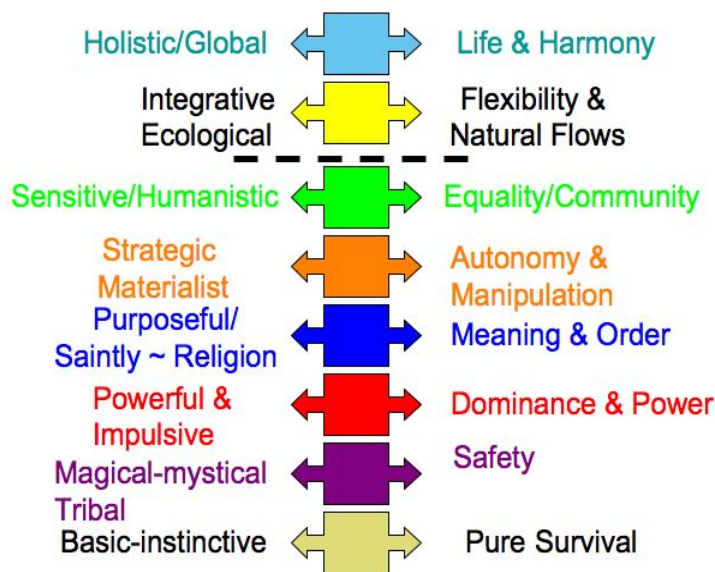 Holistic/Global
Life & Harmony
Integrative
Ecological
Flexibility &
Natural Flows
Sensitive/Humanistic
Equality/Community
Strategic
Materialist
Autonomy &
Manipulation
Purposeful/
Saintly ~ Religion
Meaning & Order
Powerful &
Impulsive
Dominance & Power
Magical-mystical
Tribal
Safety
Basic-instinctive
Pure Survival